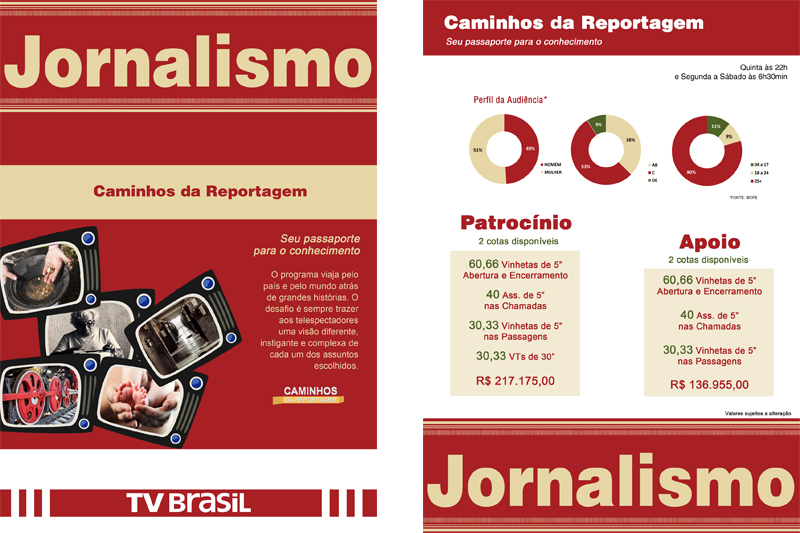 Jornalismo
Caminhos da Reportagem
Seu passaporte
para o conhecimento
O programa viaja pelo
país e pelo mundo atrás
de grandes histórias. O
desafio é sempre trazer
aos telespectadores
uma visão diferente,
instigante e complexa de
cada um dos assuntos
escolhidos.
CAMINHOS
DA REPORTAGEM
TV BRASIL
Caminhos da Reportagem
Seu passaporte para o conhecimento
Quinta às 22h
e Segunda a Sábado às 6h30min
Perfil da Audiência*
51%
49%
HOMEM
MULHER
9%
38%
53%
AB
C
DE
11%
9%
80%
04 a 17
18 a 24
25+
*FONTE: IBOPE
Patrocínio
2 cotas disponíveis
60,66 Vinhetas de 5"
Abertura e Encerramento
40 Ass. de 5"
nas Chamadas
30,33 Vinhetas de 5"
nas Passagens
30,33 VTs de 30"
R$ 217.175,00
Apoio
2 cotas disponíveis
60,66 Vinhetas de 5"
Abertura e Encerramento
40 Ass. de 5"
nas Chamadas
30,33 Vinhetas de 5"
nas Passagens
R$ 136.955,00
Valores sujeitos a alteração
Jornalismo